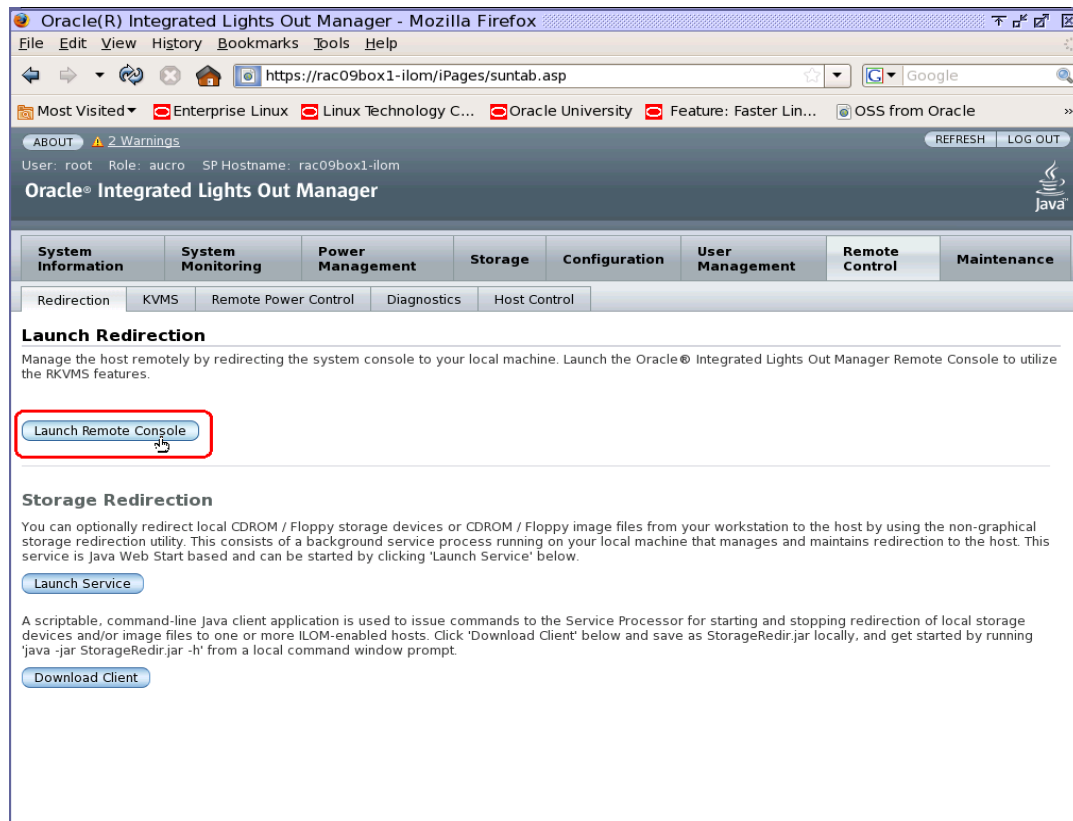 Oracle(R) Integrated Lights Out Manager - Mozilla Firefox
File Edit View History Bookmarks Tools Help
https://rac09box1-ilom/iPages/suntab.asp
G Google
Most Visited Enterprise Linux Linux Technology C... Oracle University Feature: Faster Lin... OSS from Oracle »
ABOUT 2 Warnings REFRESH LOG OUT
User: root Role: aucro SP Hostname: rac09box1-ilom
Oracle® Integrated Lights Out Manager
Java™
System Information System Monitoring Power Management Storage Configuration User Management Remote Control Maintenance
Redirection KVMS Remote Power Control Diagnostics Host Control
Launch Redirection
Manage the host remotely by redirecting the system console to your local machine. Launch the Oracle® Integrated Lights Out Manager Remote Console to utilize
the RKVMS features.
Launch Remote Console
Storage Redirection
You can optionally redirect local CDROM / Floppy storage devices or CDROM / Floppy image files from your workstation to the host by using the non-graphical
storage redirection utility. This consists of a background service process running on your local machine that manages and maintains redirection to the host. This
service is Java Web Start based and can be started by clicking 'Launch Service' below.
Launch Service
A scriptable, command-line Java client application is used to issue commands to the Service Processor for starting and stopping redirection of local storage
devices and/or image files to one or more ILOM-enabled hosts. Click 'Download Client' below and save as StorageRedir.jar locally, and get started by running
'java -jar StorageRedir.jar -h' from a local command window prompt.
Download Client